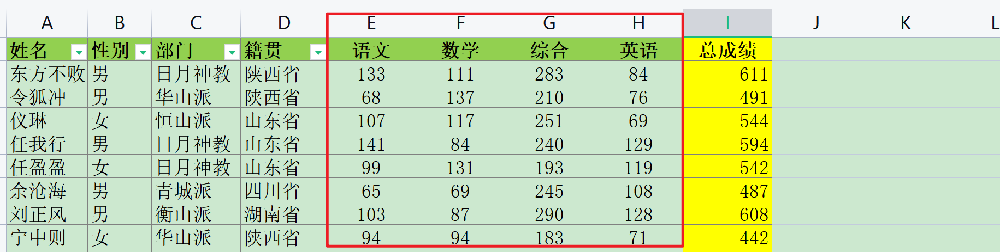 A B C D E F G H I J K L
姓名 性别 部门 籍贯 语文 数学 综合 英语 总成绩
东方不败 男 日月神教 陕西省 133 111 283 84 611
令狐冲 男 华山派 陕西省 68 137 210 76 491
仪琳 女 恒山派 山东省 107 117 251 69 544
任我行 男 日月神教 山东省 141 84 240 129 594
任盈盈 女 日月神教 山东省 99 131 193 119 542
余沧海 男 青城派 四川省 65 69 245 108 487
刘正风 男 衡山派 湖南省 103 87 290 128 608
宁中则 女 华山派 陕西省 94 94 183 71 442